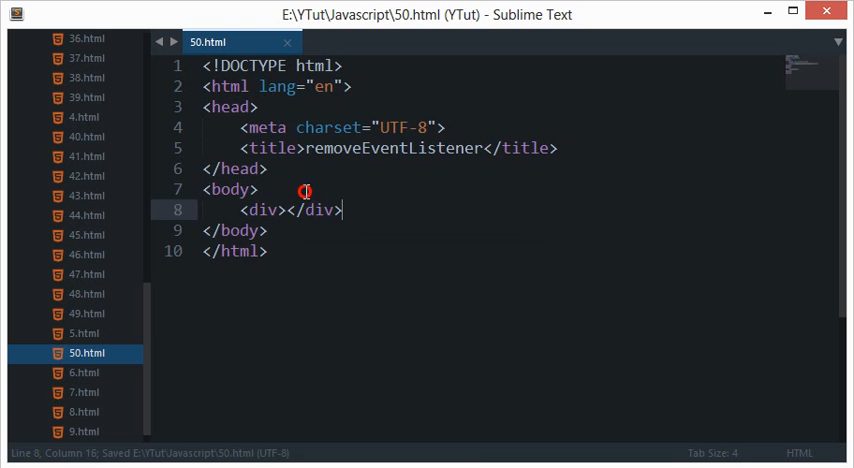 E:\YTut\Javascript\50.html (YTut) - Sublime Text
36.html
37.html
38.html
39.html
4.html
40.html
41.html
42.html
43.html
44.html
45.html
46.html
47.html
48.html
49.html
5.html
50.html
6.html
7.html
8.html
9.html
50.html
1 <!DOCTYPE html>
2 <html lang="en">
3 <head>
4 <meta charset="UTF-8">
5 <title>removeEventListener</title>
6 </head>
7 <body>
8 <div></div>
9 </body>
10 </html>
Line 8, Column 16; Saved E:\YTut\Javascript\50.html (UTF-8)
Tab Size: 4
HTML